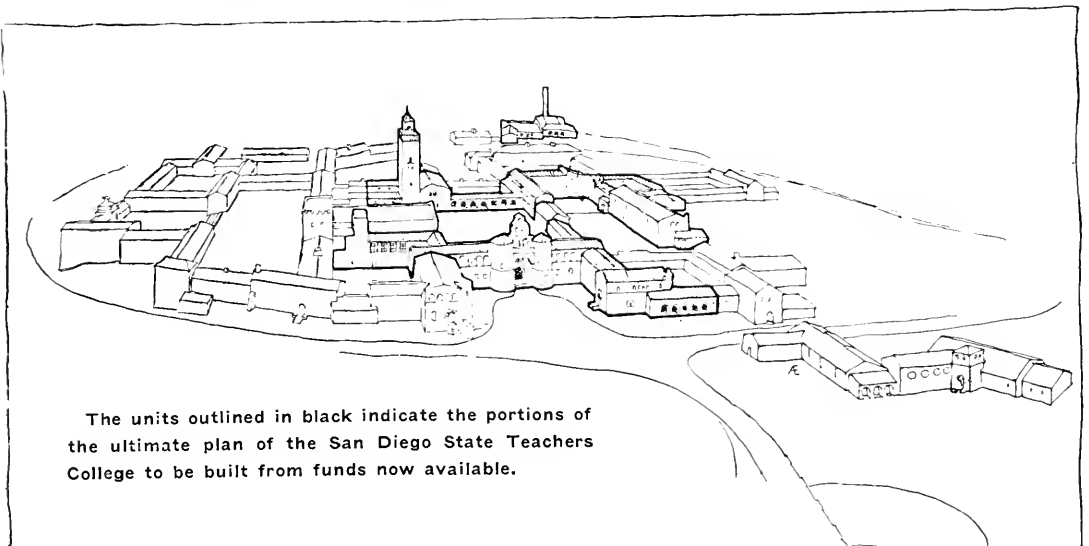 Æ
The units outlined in black indicate the portions of
the ultimate plan of the San Diego State Teachers
College to be built from funds now available.